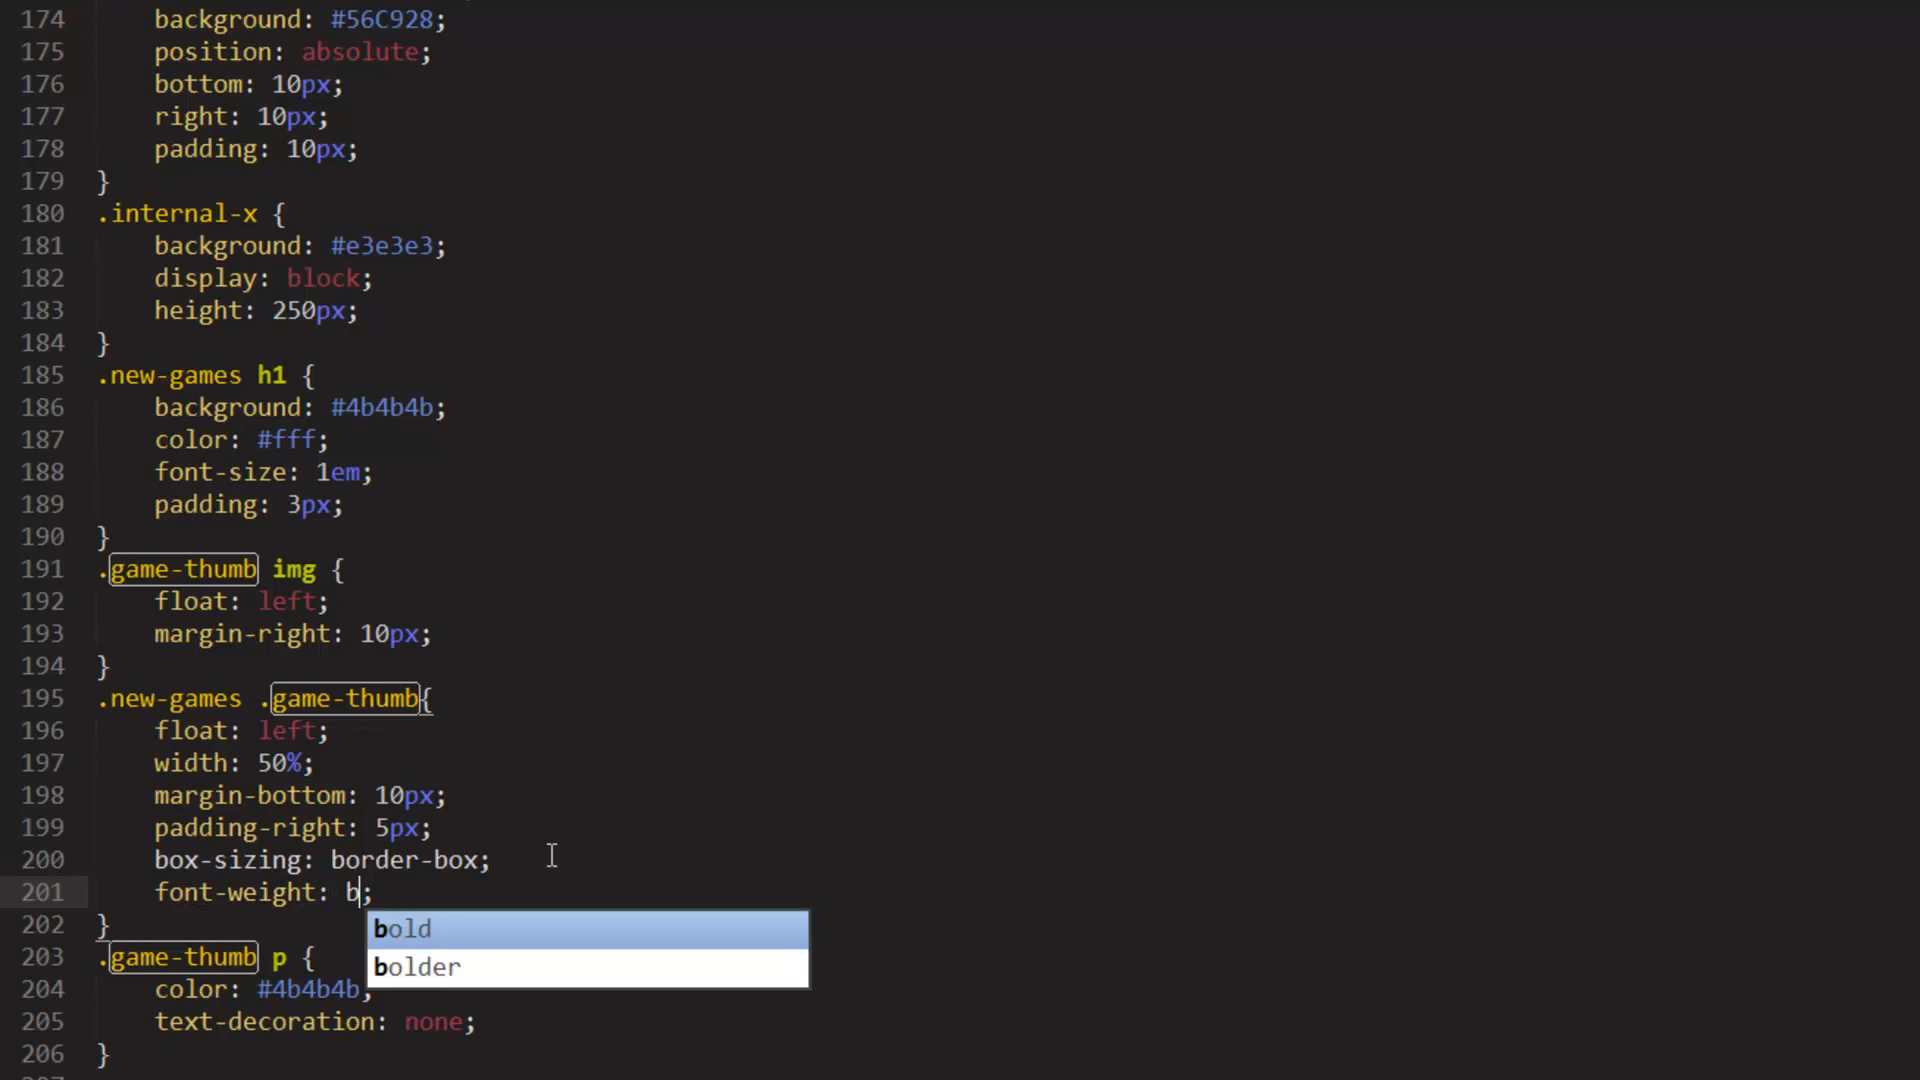 174 background: #56C928;
175 position: absolute;
176 bottom: 10px;
177 right: 10px;
178 padding: 10px;
179 }
180 .internal-x {
181 background: #e3e3e3;
182 display: block;
183 height: 250px;
184 }
185 .new-games h1 {
186 background: #4b4b4b;
187 color: #fff;
188 font-size: 1em;
189 padding: 3px;
190 }
191 .game-thumb img {
192 float: left;
193 margin-right: 10px;
194 }
195 .new-games .game-thumb{
196 float: left;
197 width: 50%;
198 margin-bottom: 10px;
199 padding-right: 5px;
200 box-sizing: border-box;
201 font-weight: b;
202 }
bold
203 .game-thumb p {
bolder
204 color: #4b4b4b;
205 text-decoration: none;
206 }